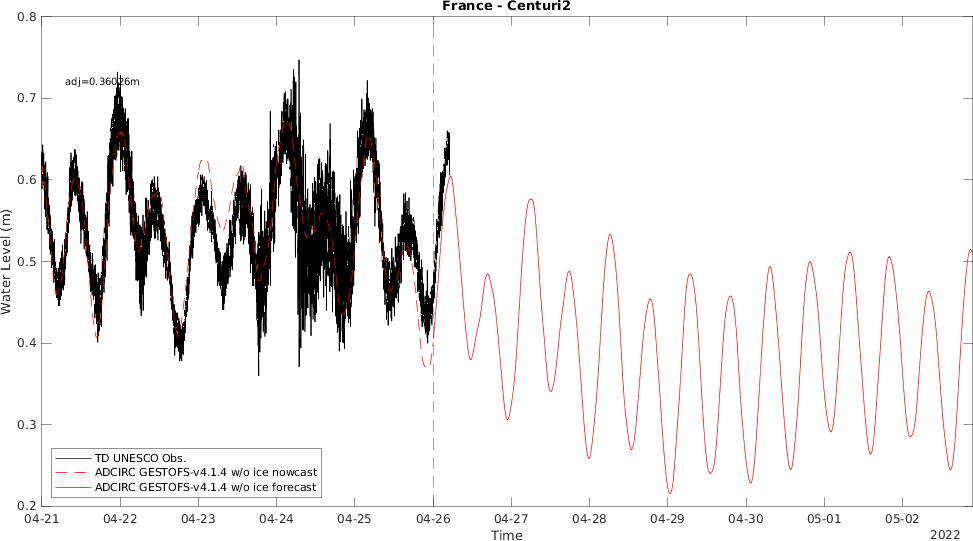 France - Centuri2
adj=0.36026m
0.8
0.7
0.6
0.5
0.4
0.3
0.2
Water Level (m)
TD UNESCO Obs.
ADCIRC GESTOFS-v4.1.4 w/o ice nowcast
ADCIRC GESTOFS-v4.1.4 w/o ice forecast
04-21 04-22 04-23 04-24 04-25 04-26 04-27 04-28 04-29 04-30 05-01 05-02
Time
2022